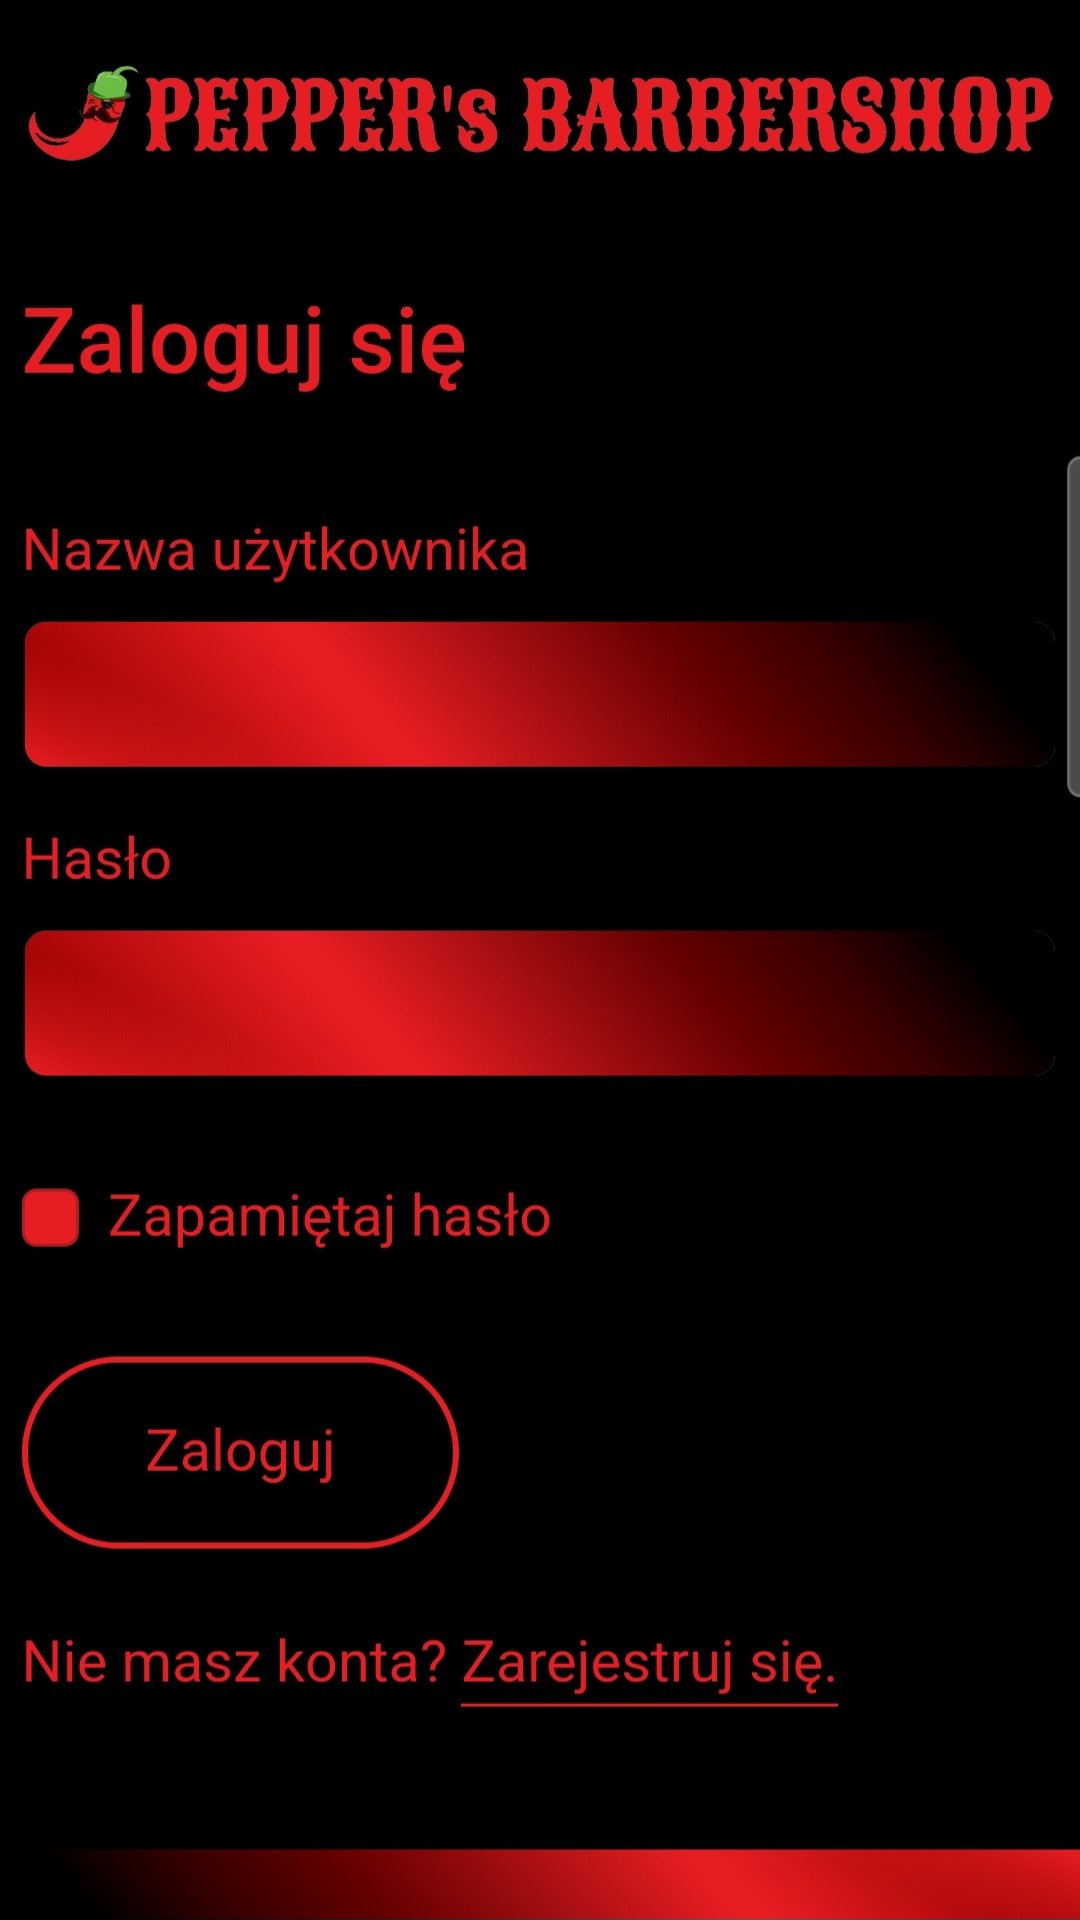 PEPPER's BARBERSHOP
Zaloguj się
Nazwa użytkownika
Hasło
Zapamiętaj hasło
Zaloguj
Nie masz konta? Zarejestruj się.